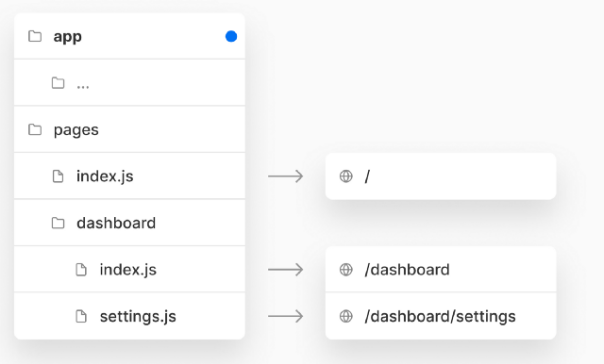 app
...
pages
index.js
/
dashboard
index.js
/dashboard
settings.js
/dashboard/settings